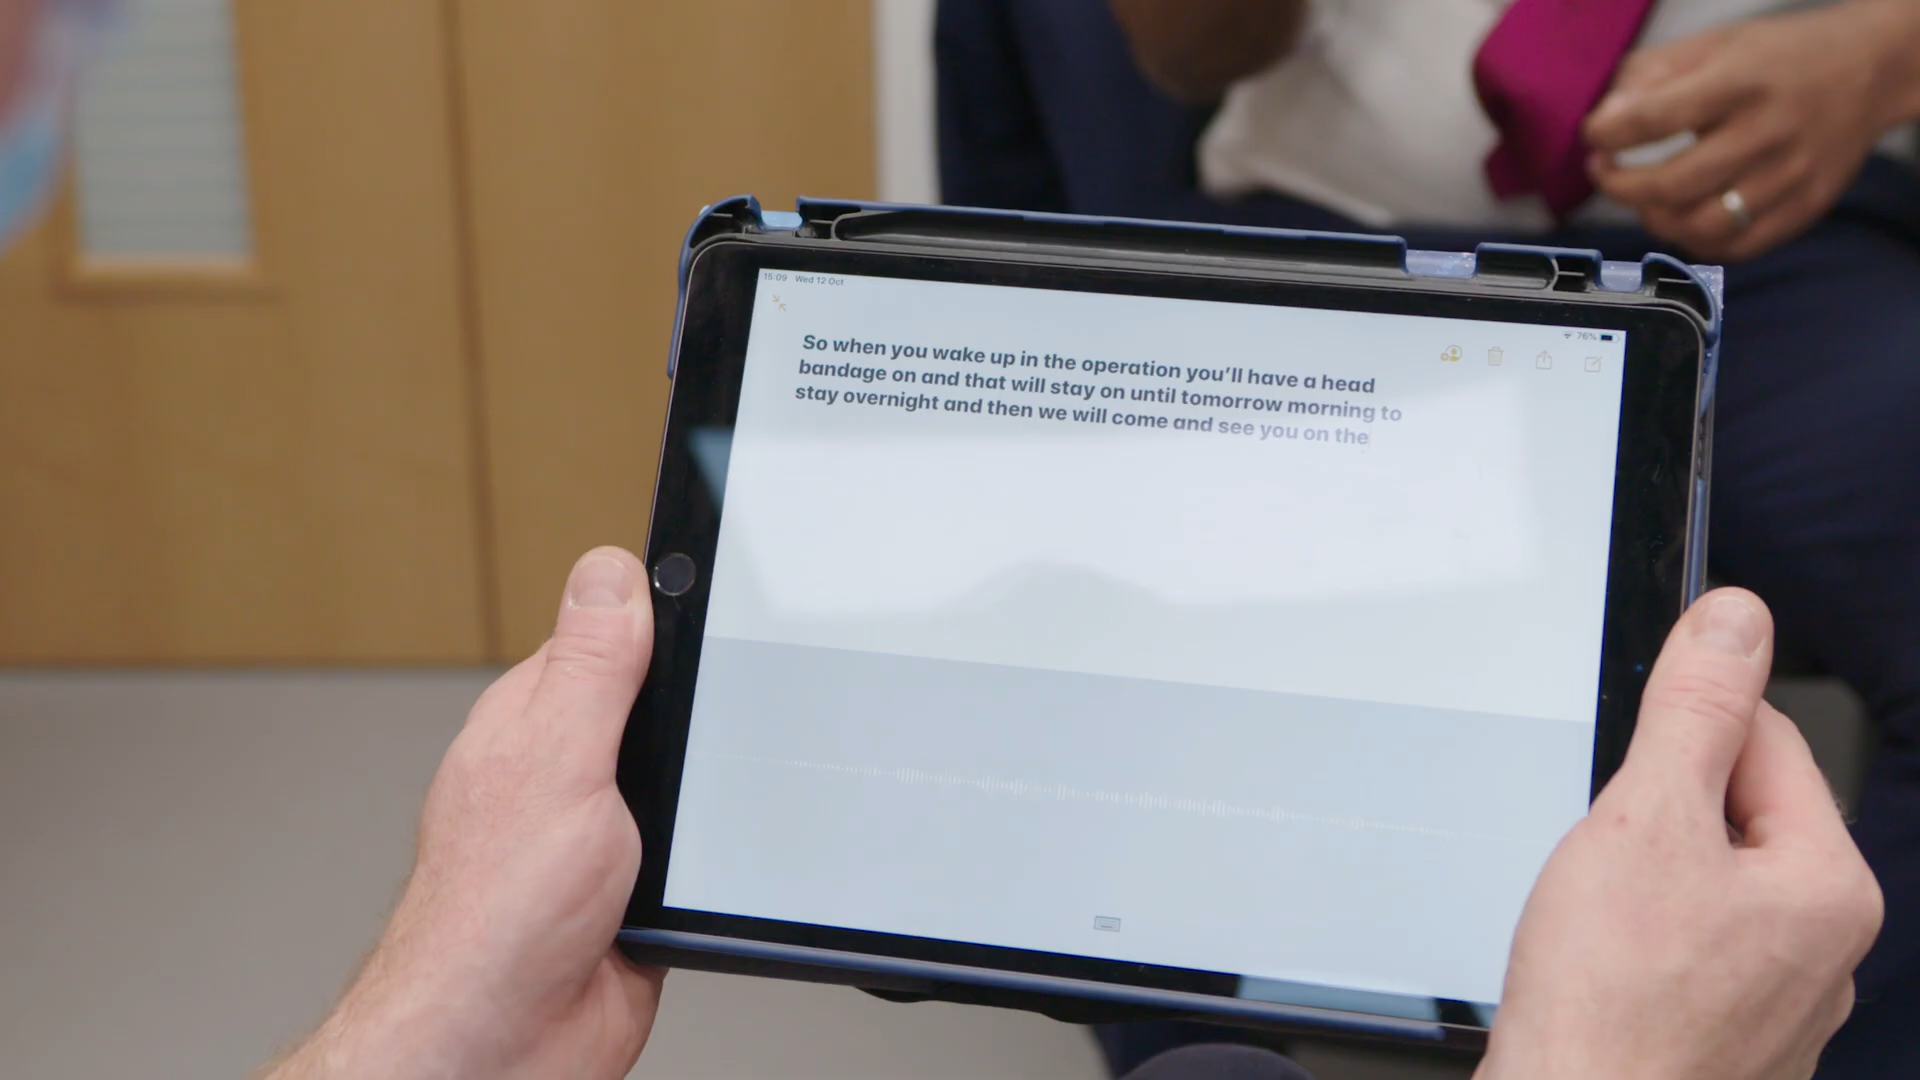 15:09 Wed 12 Oct
76%
So when you wake up in the operation you'll have a head
bandage on and that will stay on until tomorrow morning to
stay overnight and then we will come and see you on the